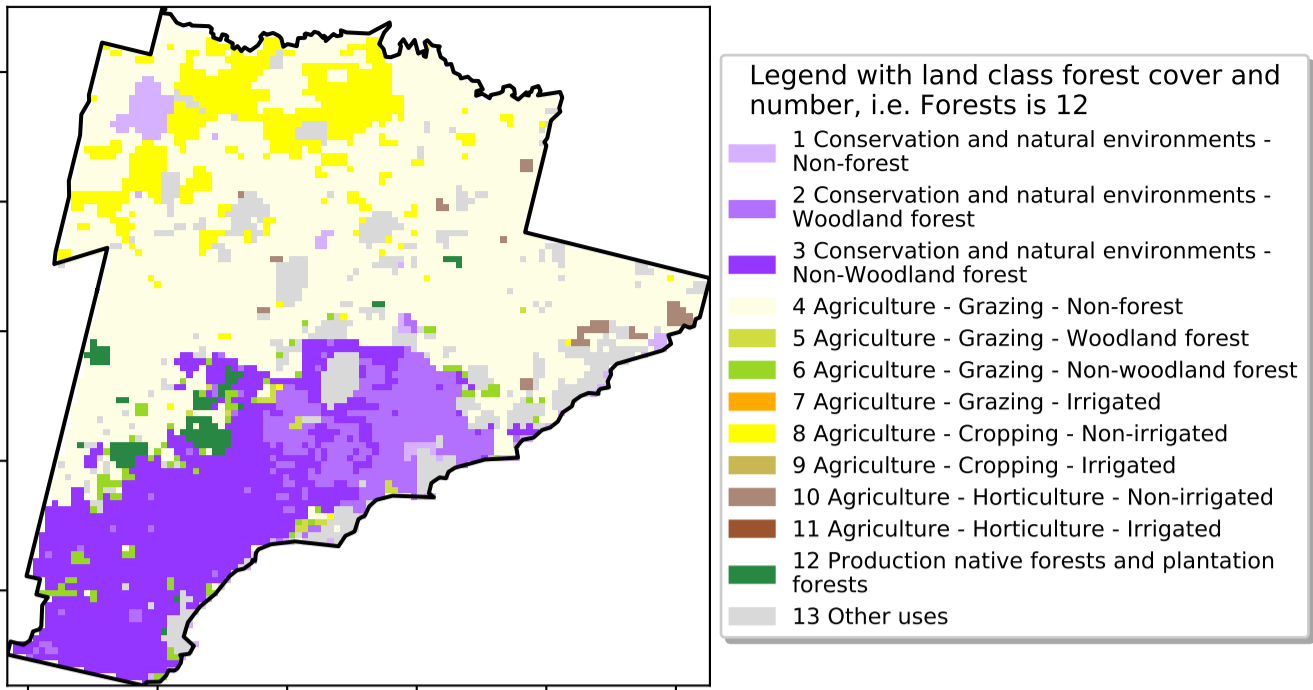 Legend with land class forest cover and
number, i.e. Forests is 12
1 Conservation and natural environments -
Non-forest
2 Conservation and natural environments -
Woodland forest
3 Conservation and natural environments -
Non-Woodland forest
4 Agriculture - Grazing - Non-forest
5 Agriculture - Grazing - Woodland forest
6 Agriculture - Grazing - Non-woodland forest
7 Agriculture - Grazing - Irrigated
8 Agriculture - Cropping - Non-irrigated
9 Agriculture - Cropping - Irrigated
10 Agriculture - Horticulture - Non-irrigated
11 Agriculture - Horticulture - Irrigated
12 Production native forests and plantation
forests
13 Other uses